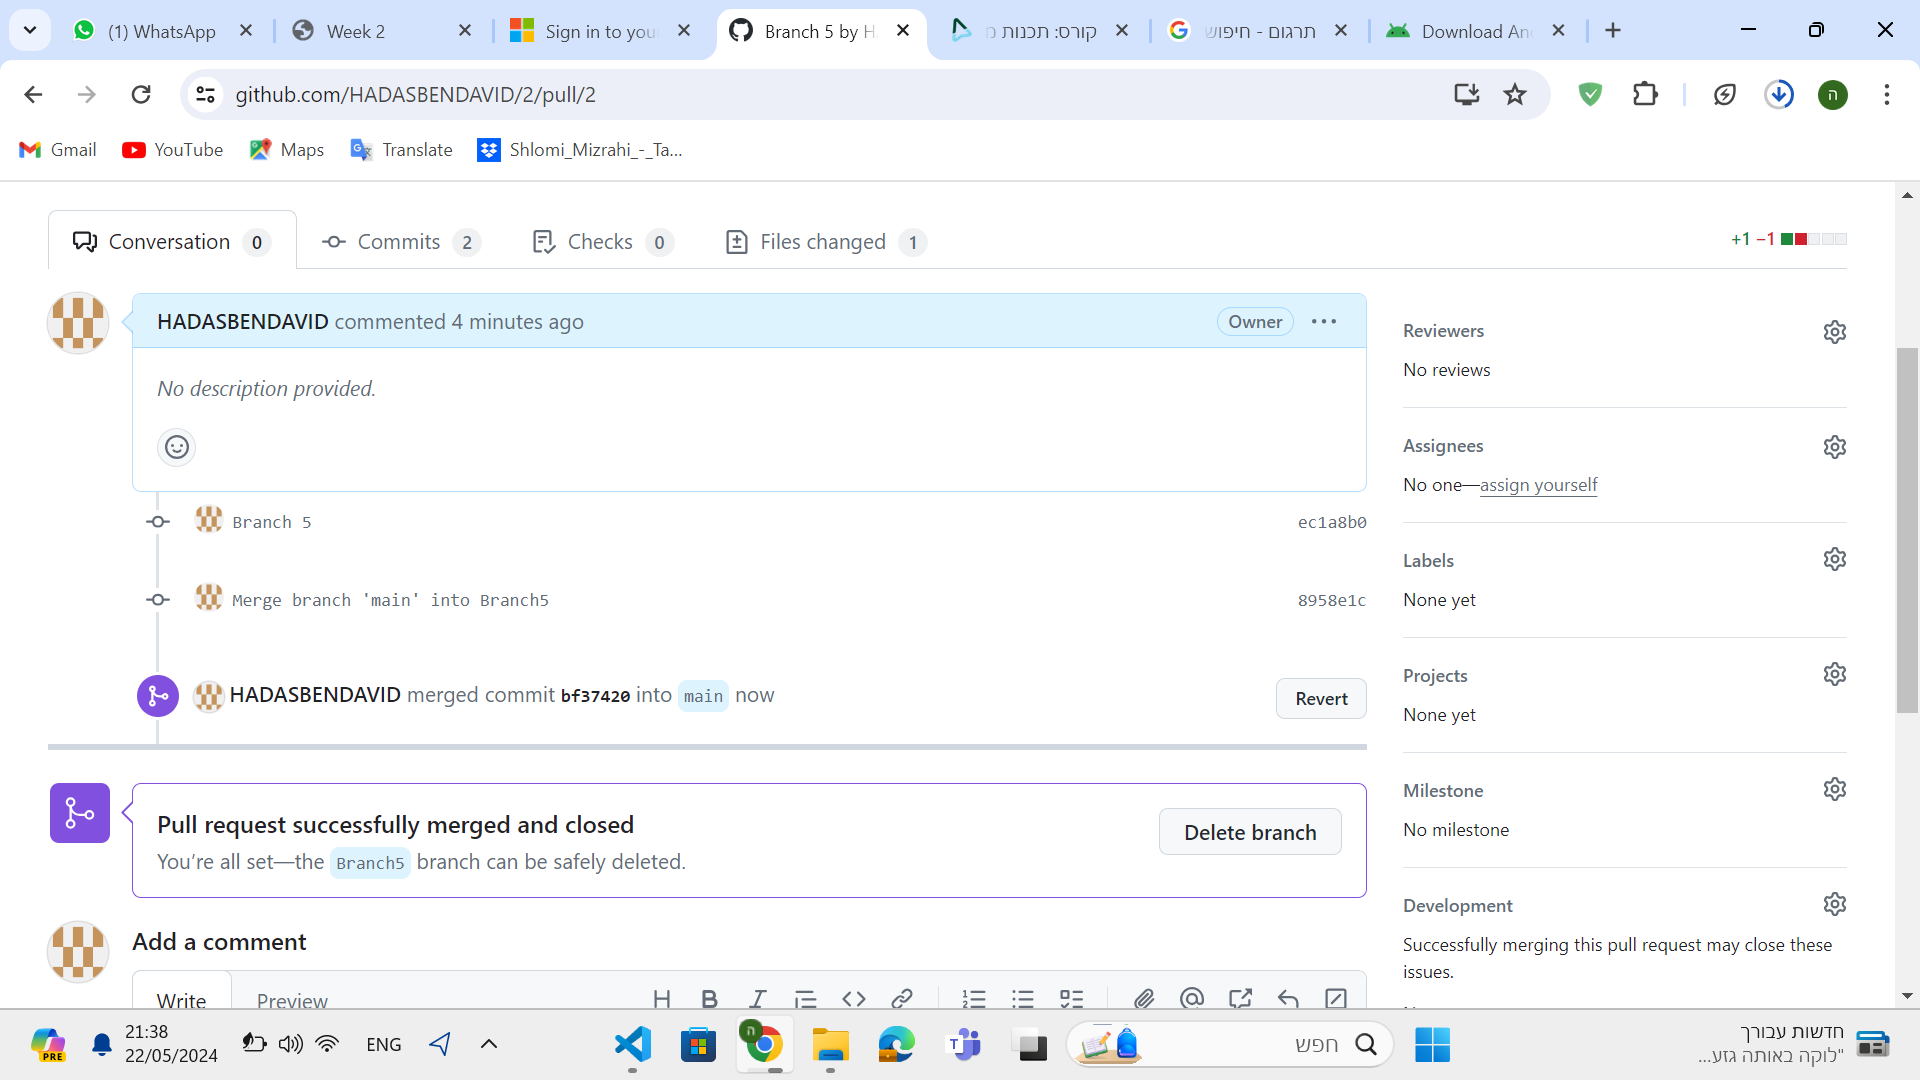 (1) WhatsApp
Week 2
Sign in to you
Branch 5 by H
קורס: תכנות מ
תרגום - חיפוש
Download An
github.com/HADASBENDAVID/2/pull/2
ה
Gmail
YouTube
Maps
Translate
Shlomi_Mizrahi_-_Ta...
Conversation 0
Commits 2
Checks 0
Files changed 1
+1 −1
HADASBENDAVID commented 4 minutes ago
Owner
No description provided.
Branch 5
ec1a8b0
Merge branch 'main' into Branch5
8958e1c
HADASBENDAVID merged commit bf37420 into main now
Revert
Pull request successfully merged and closed
You’re all set—the Branch5 branch can be safely deleted.
Delete branch
Add a comment
Write
Preview
Reviewers
No reviews
Assignees
No one—assign yourself
Labels
None yet
Projects
None yet
Milestone
No milestone
Development
Successfully merging this pull request may close these
issues.
PRE
21:38
22/05/2024
ENG
ה
T
חפש
חדשות עבורך
"לוקה באותה גזע...